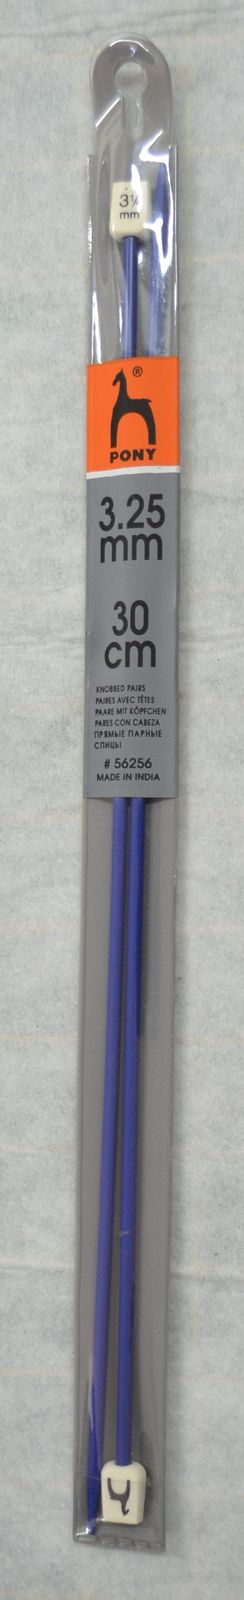 3¼
mm
®
PONY
3.25
mm
30
cm
KNOBBED PAIRS
PAIRES AVEC TÊTES
PAARE MIT KÖPFCHEN
PARES CON CABEZA
ПРЯМЫЕ ПАРНЫЕ
СПИЦЫ
# 56256
MADE IN INDIA